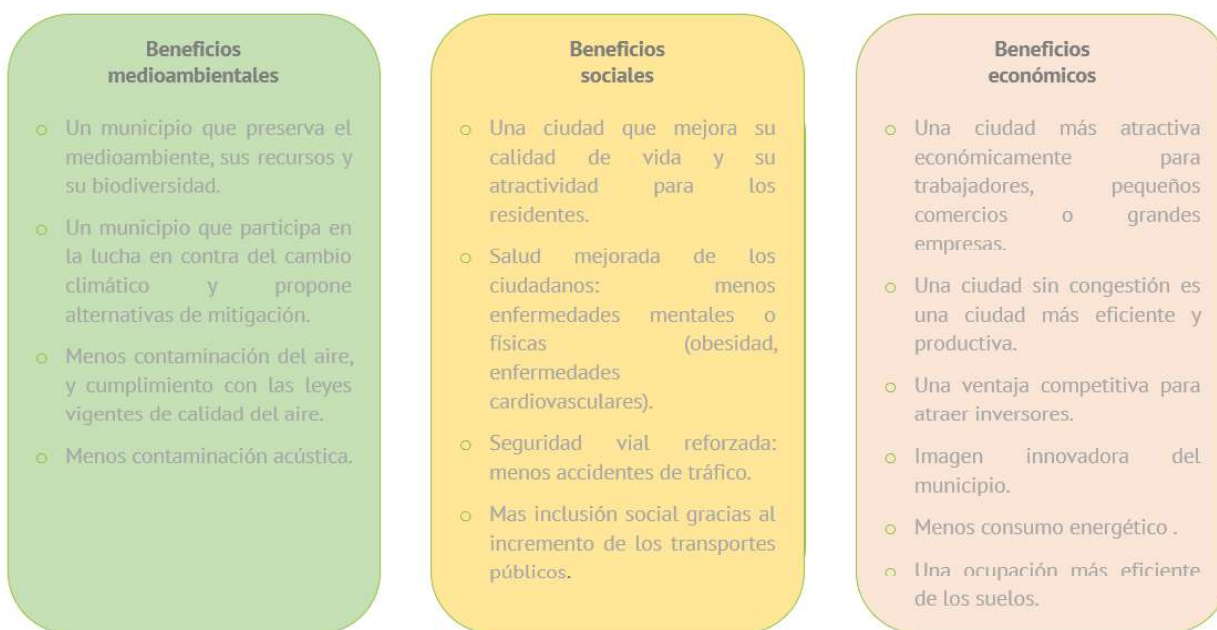 Beneficios
medioambientales
o Un municipio que preserva el
medioambiente, sus recursos y
su biodiversidad.
o Un municipio que participa en
la lucha en contra del cambio
climático y propone
alternativas de mitigación.
o Menos contaminación del aire,
y cumplimiento con las leyes
vigentes de calidad del aire.
o Menos contaminación acústica.
Beneficios
sociales
o Una ciudad que mejora su
calidad de vida y su
atractividad para los
residentes.
o Salud mejorada de los
ciudadanos: menos
enfermedades mentales o
físicas (obesidad,
enfermedades
cardiovasculares).
o Seguridad vial reforzada:
menos accidentes de tráfico.
o Mas inclusión social gracias al
incremento de los transportes
públicos.
Beneficios
económicos
o Una ciudad más atractiva
económicamente para
trabajadores, pequeños
comercios o grandes
empresas.
o Una ciudad sin congestión es
una ciudad más eficiente y
productiva.
o Una ventaja competitiva para
atraer inversores.
o Imagen innovadora del
municipio.
o Menos consumo energético .
o Una ocupación más eficiente
de los suelos.